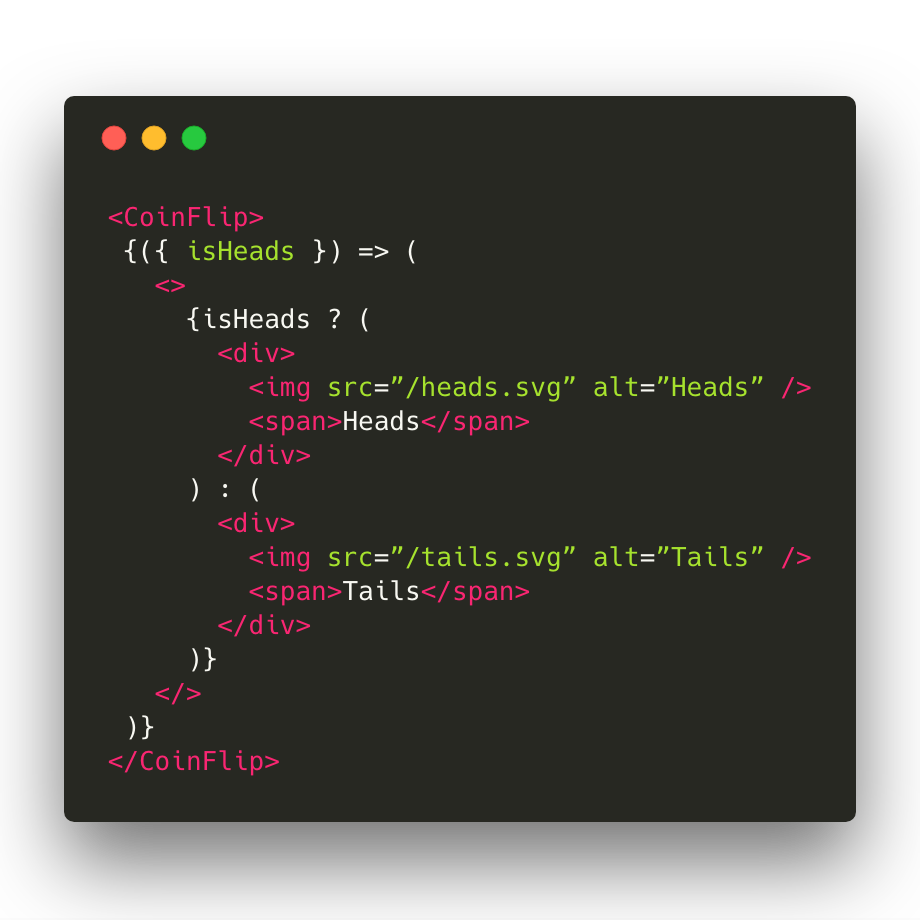 <CoinFlip>
 {({ isHeads }) => (
   <>
     {isHeads ? (
       <div>
         <img src=”/heads.svg” alt=”Heads” />
         <span>Heads</span>
       </div>
     ) : (
       <div>
         <img src=”/tails.svg” alt=”Tails” />
         <span>Tails</span>
       </div>
     )}
   </>
 )}
</CoinFlip>